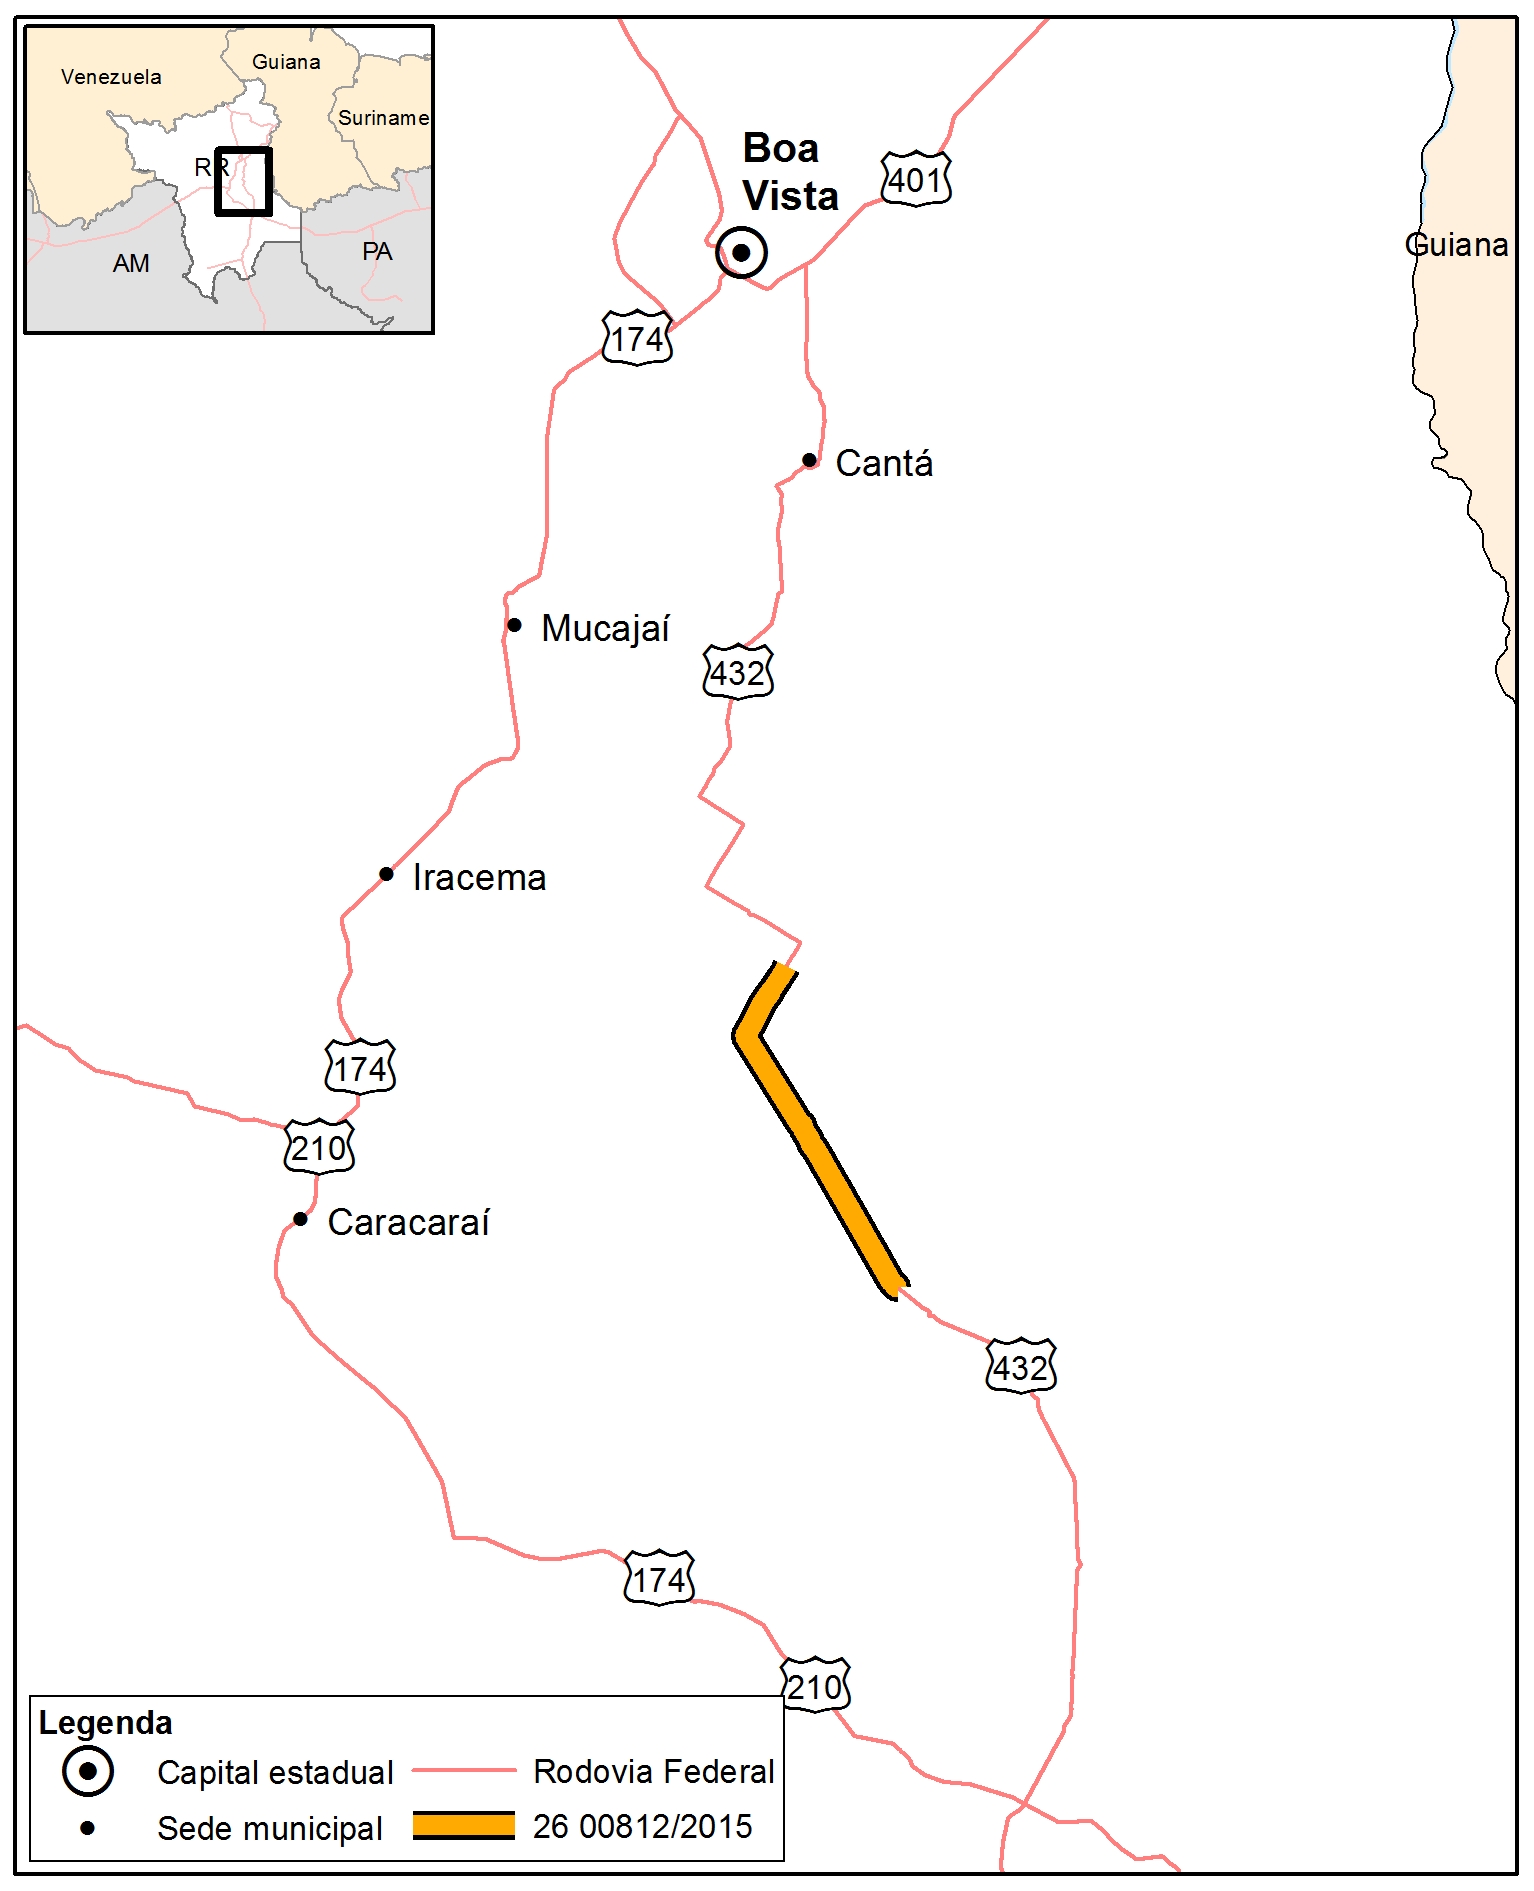 Venezuela
Guiana
Suriname
RR
AM
PA
Boa
Vista
401
Guiana
174
Cantá
Mucajaí
432
Iracema
174
210
Caracaraí
432
174
210
Legenda
Capital estadual
Rodovia Federal
Sede municipal
26 00812/2015